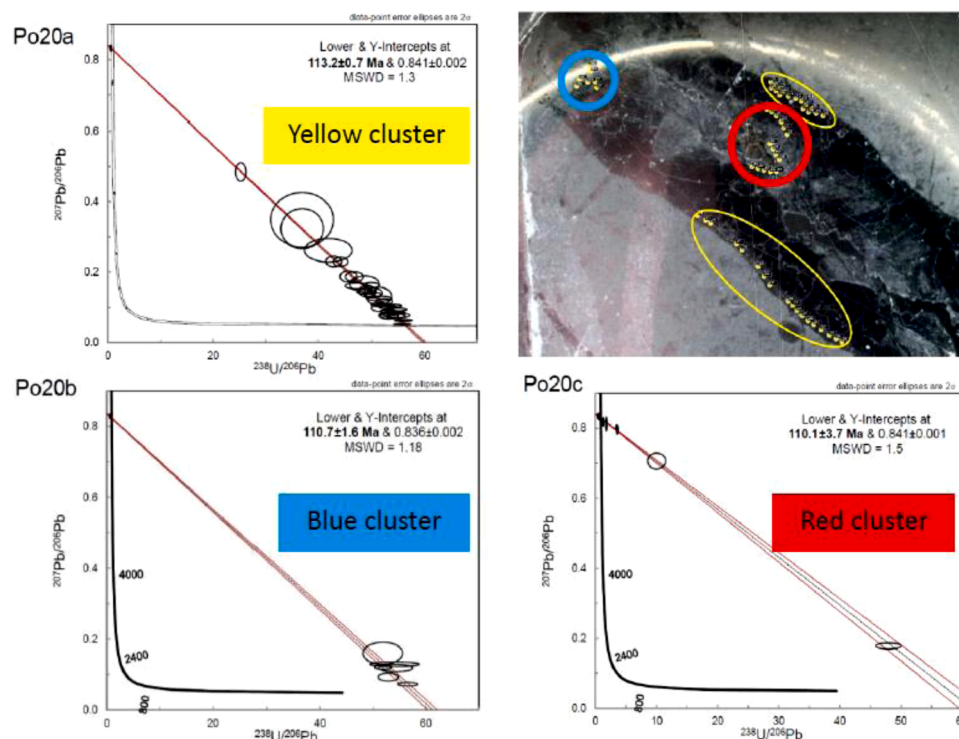 Po20a
data-point error ellipses are 2σ
Lower & Y-Intercepts at
113.2±0.7 Ma & 0.841±0.002
MSWD = 1.3
Yellow cluster
207Pb/206Pb
0.8
0.6
0.4
0.2
0.0
0
20
40
60
238U/206Pb
Po20b
data-point error ellipses are 2σ
Lower & Y-Intercepts at
110.7±1.6 Ma & 0.836±0.002
MSWD = 1.18
Blue cluster
207Pb/206Pb
0.8
0.6
0.4
0.2
0.0
4000
2400
800
0
20
40
60
238U/206Pb
Po20c
data-point error ellipses are 2σ
Lower & Y-Intercepts at
110.1±3.7 Ma & 0.841±0.001
MSWD = 1.5
Red cluster
207Pb/206Pb
0.8
0.6
0.4
0.2
0.0
4000
2400
800
0
10
20
30
40
50
60
238U/206Pb